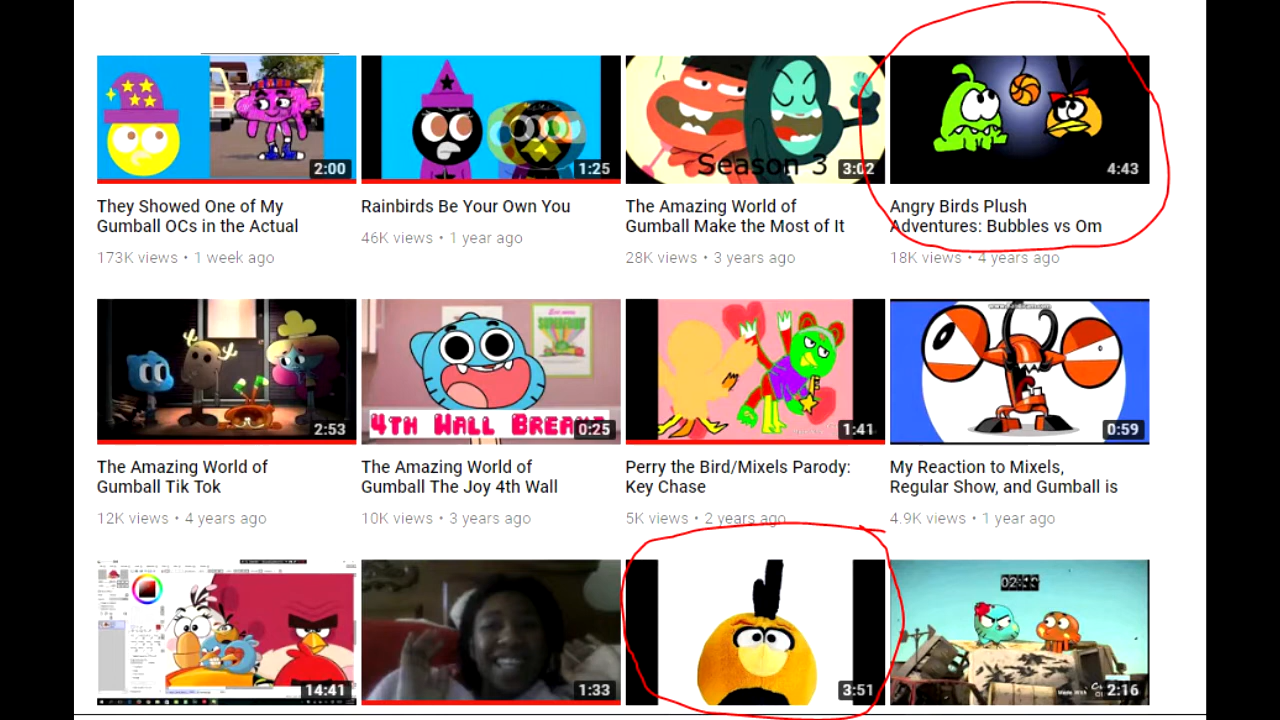 Season 3
2:00
1:25
3:02
4:43
They Showed One of My
Gumball OCs in the Actual
173K views • 1 week ago
Rainbirds Be Your Own You
46K views • 1 year ago
The Amazing World of
Gumball Make the Most of It
28K views • 3 years ago
Angry Birds Plush
Adventures: Bubbles vs Om
18K views • 4 years ago
4TH WALL BREA
2:53
0:25
1:41
0:59
The Amazing World of
Gumball Tik Tok
12K views • 4 years ago
The Amazing World of
Gumball The Joy 4th Wall
10K views • 3 years ago
Perry the Bird/Mixels Parody:
Key Chase
5K views • 2 years ago
My Reaction to Mixels,
Regular Show, and Gumball is
4.9K views • 1 year ago
14:41
1:33
3:51
Made With
2:16